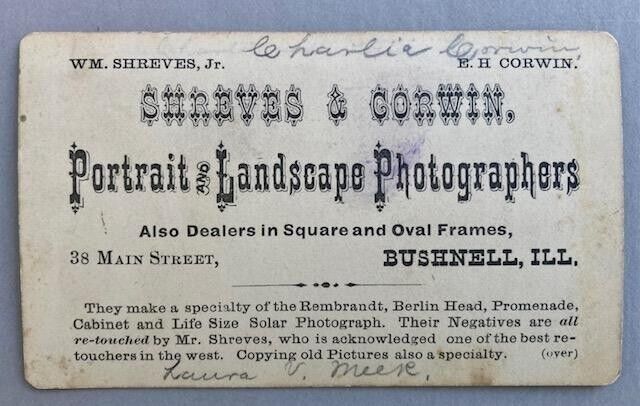 Charlie Corwin,
WM. SHREVES, Jr. E. H CORWIN.
SHREVES & CORWIN,
Portrait AND Landscape Photographers
Also Dealers in Square and Oval Frames,
38 MAIN STREET, BUSHNELL, ILL.
They make a specialty of the Rembrandt, Berlin Head, Promenade,
Cabinet and Life Size Solar Photograph. Their Negatives are all
re-touched by Mr. Shreves, who is acknowledged one of the best re-
touchers in the west. Copying old Pictures also a specialty. (over)
Laura V. Meek.